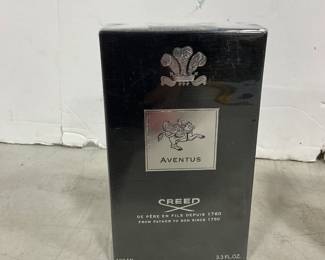 AVENTUS
CREED
DE PÈRE EN FILS DEPUIS 1760
FROM FATHER TO SON SINCE 1760
3.3 FL.OZ.